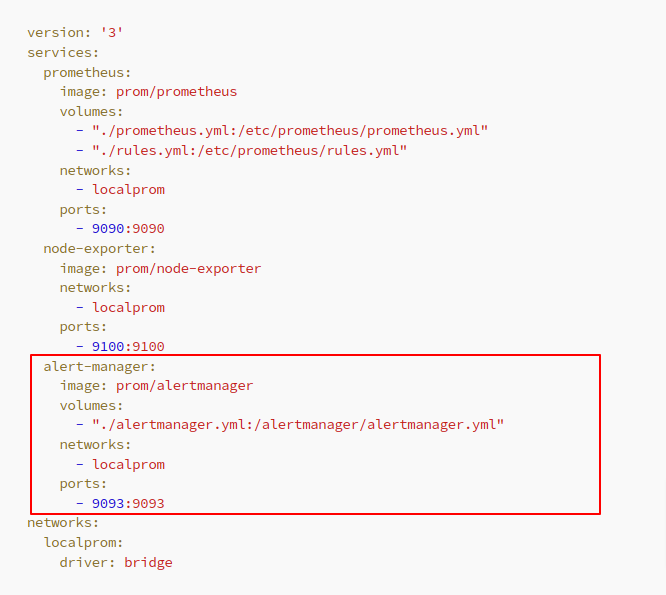 version: '3'
services:
  prometheus:
    image: prom/prometheus
    volumes:
      - "./prometheus.yml:/etc/prometheus/prometheus.yml"
      - "./rules.yml:/etc/prometheus/rules.yml"
    networks:
      - localprom
    ports:
      - 9090:9090
  node-exporter:
    image: prom/node-exporter
    networks:
      - localprom
    ports:
      - 9100:9100
  alert-manager:
    image: prom/alertmanager
    volumes:
      - "./alertmanager.yml:/alertmanager/alertmanager.yml"
    networks:
      - localprom
    ports:
      - 9093:9093
networks:
  localprom:
    driver: bridge